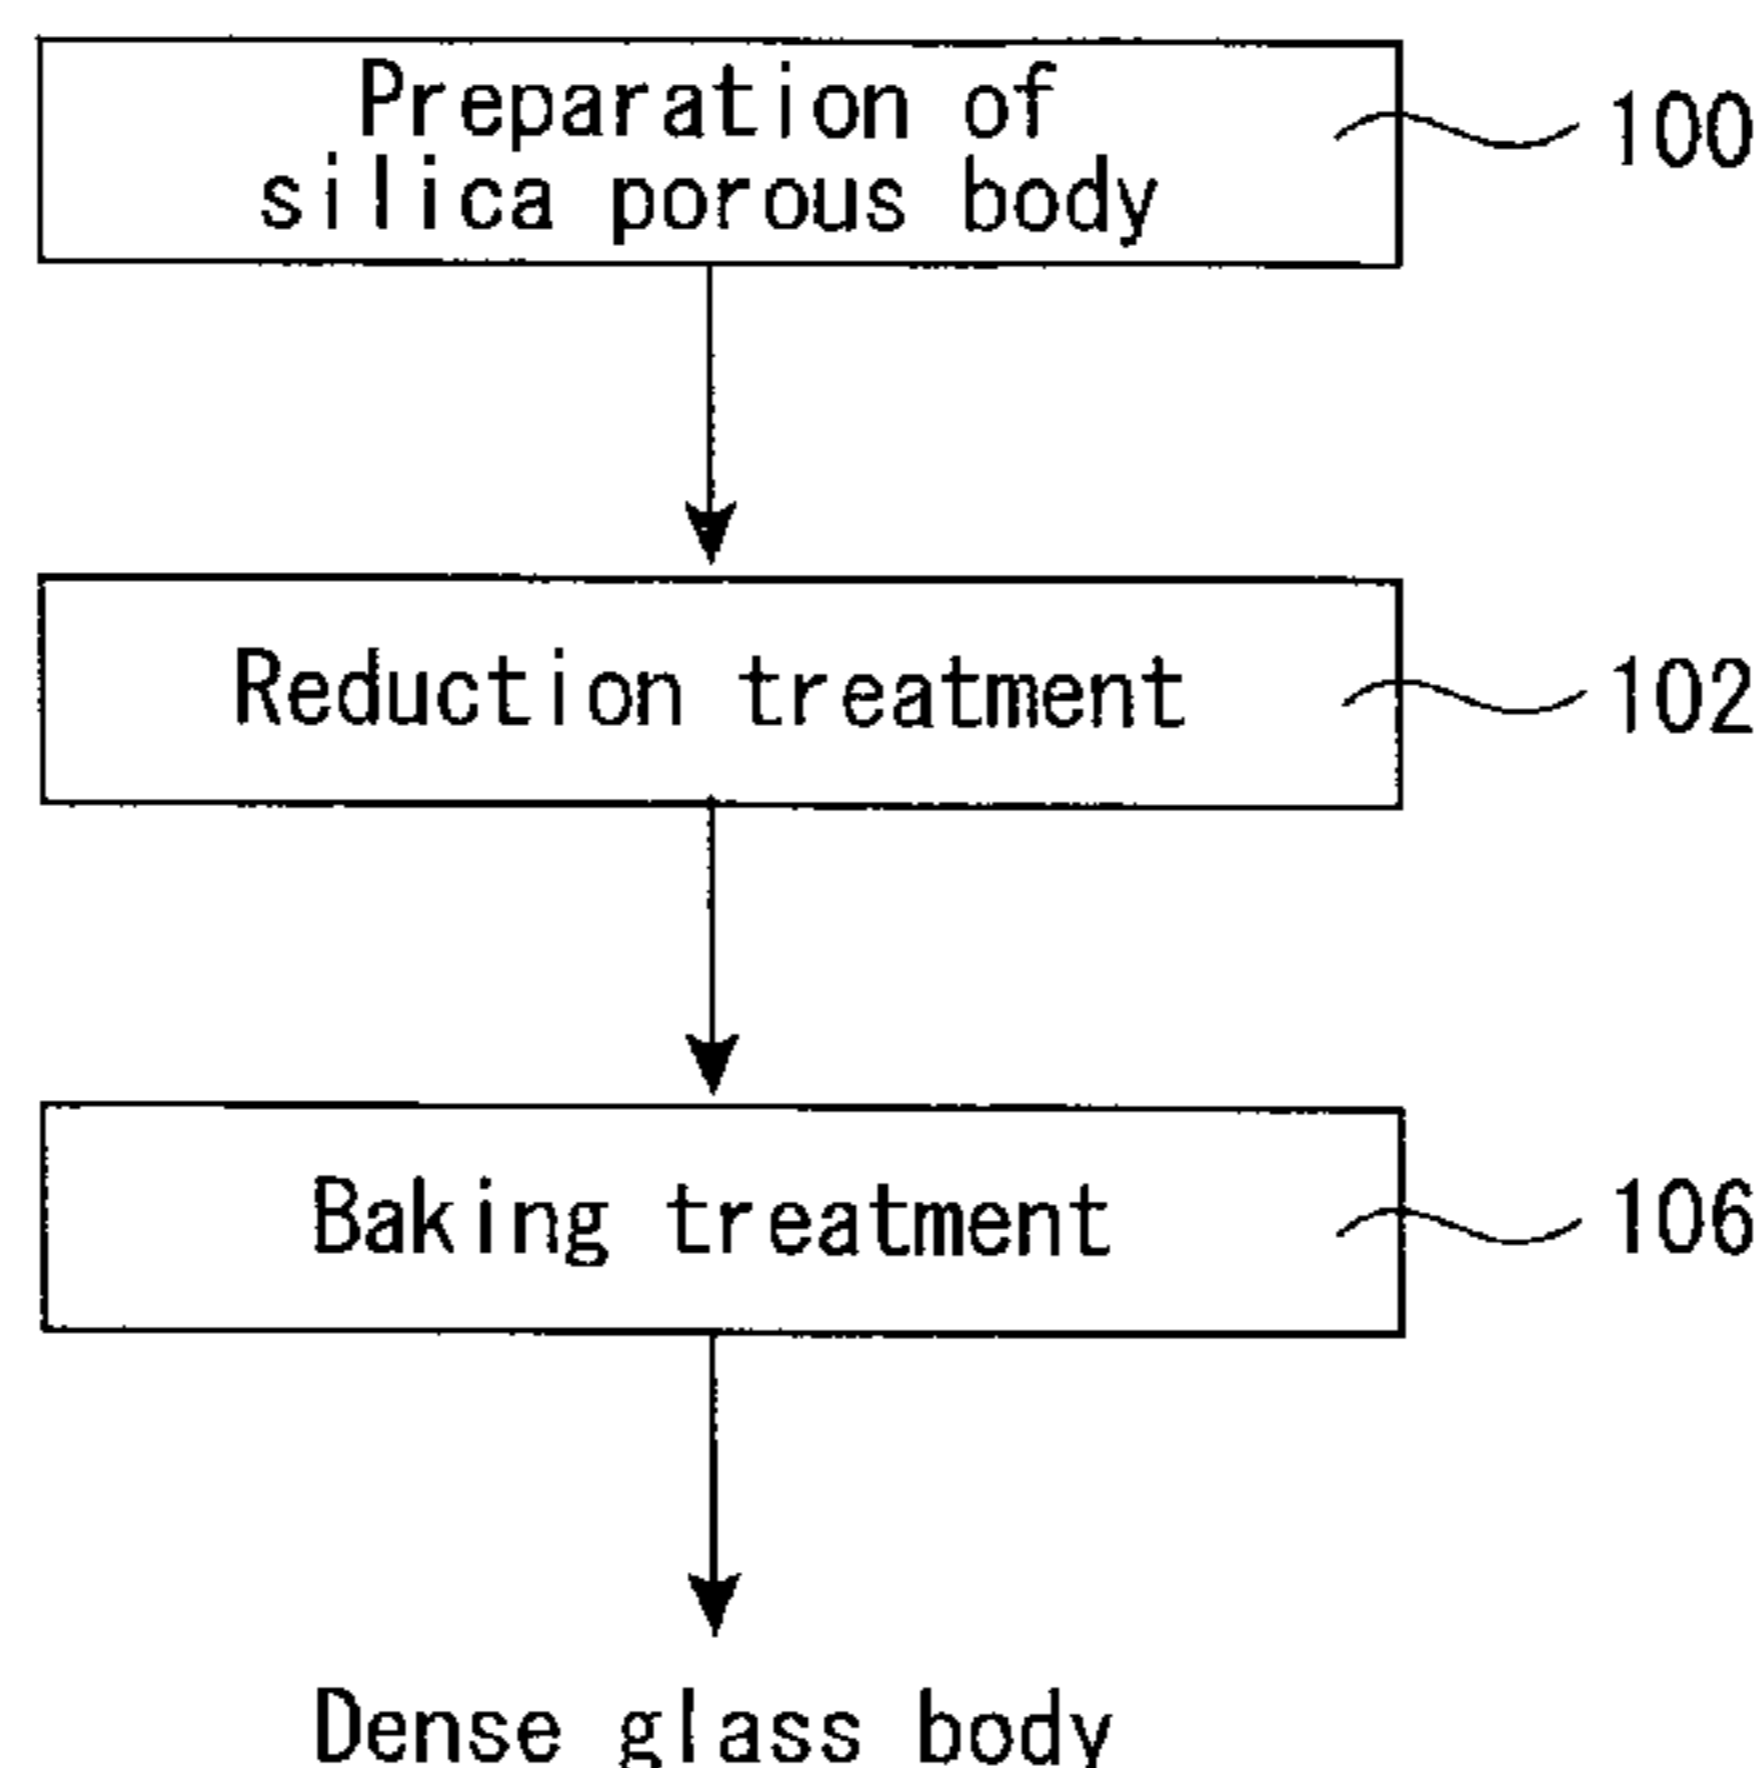 Preparation of
silica porous body
100
Reduction treatment
102
Baking treatment
106
Dense glass body